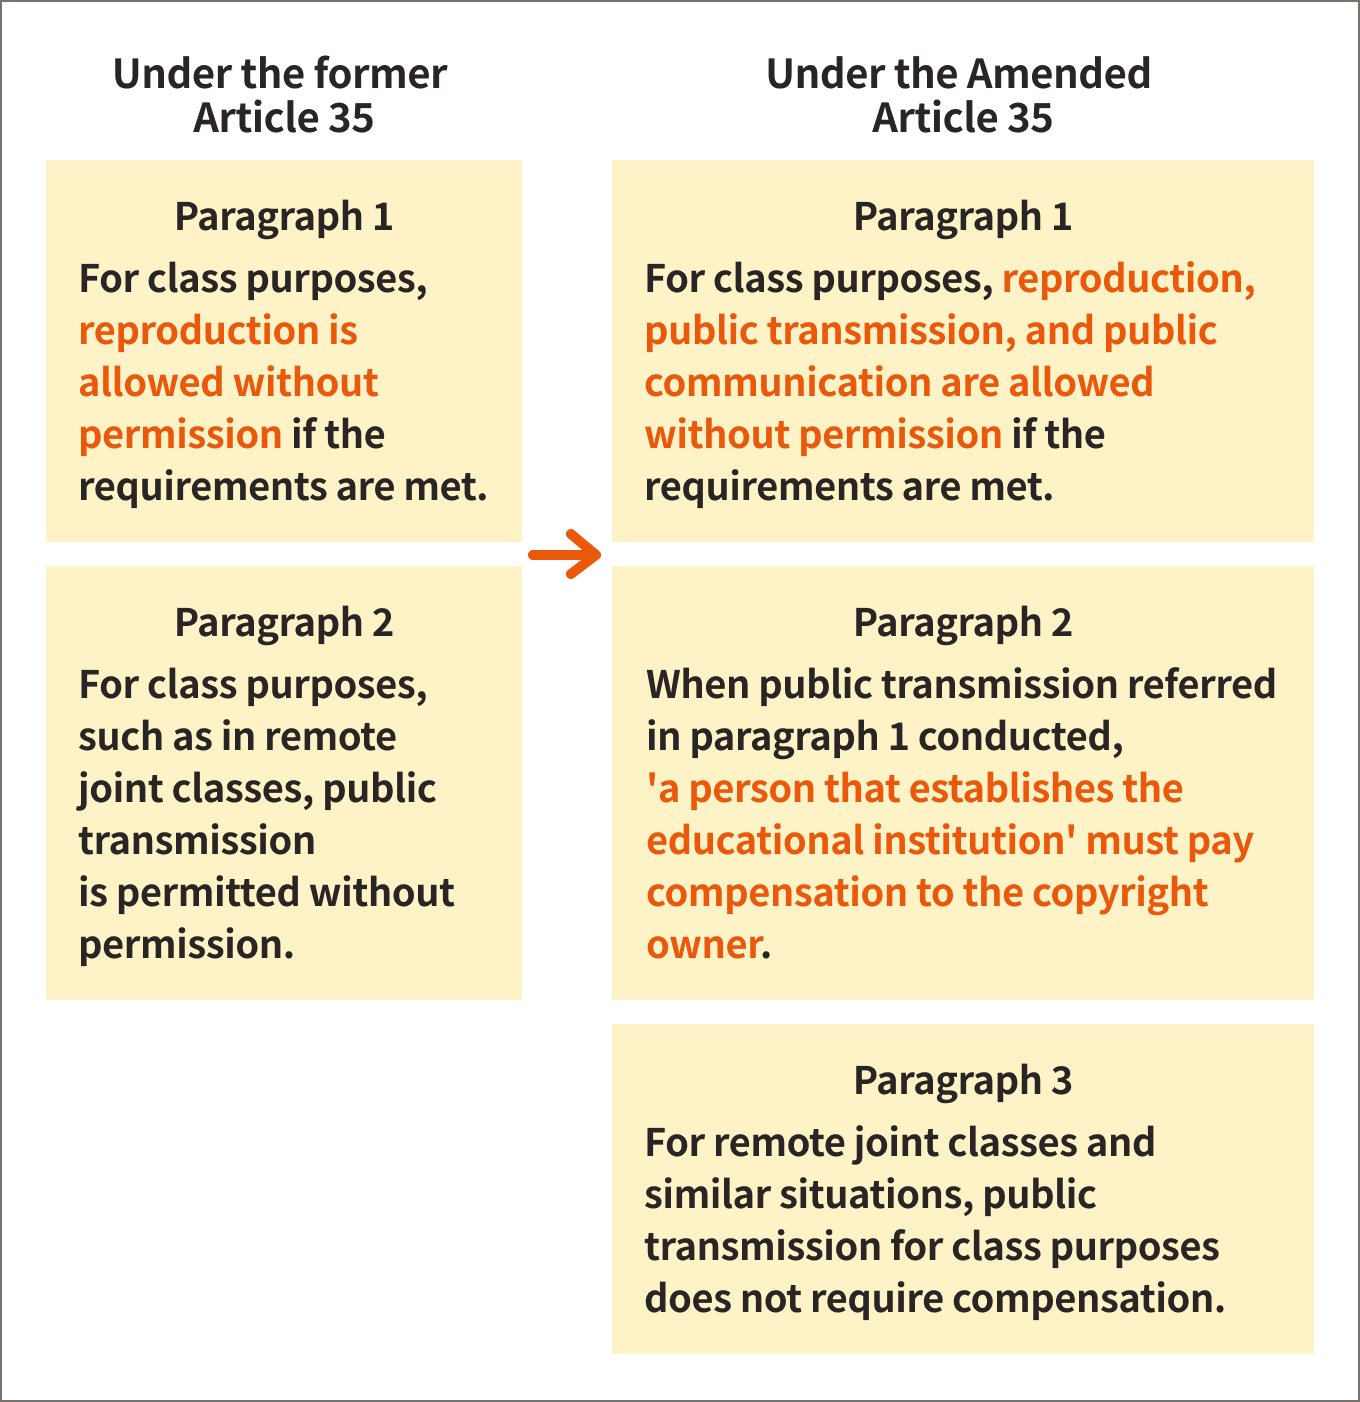 Under the former
Article 35
Paragraph 1
For class purposes,
reproduction is
allowed without
permission if the
requirements are met.
Paragraph 2
For class purposes,
such as in remote
joint classes, public
transmission
is permitted without
permission.
Under the Amended
Article 35
Paragraph 1
For class purposes, reproduction,
public transmission, and public
communication are allowed
without permission if the
requirements are met.
Paragraph 2
When public transmission referred
in paragraph 1 conducted,
'a person that establishes the
educational institution' must pay
compensation to the copyright
owner.
Paragraph 3
For remote joint classes and
similar situations, public
transmission for class purposes
does not require compensation.